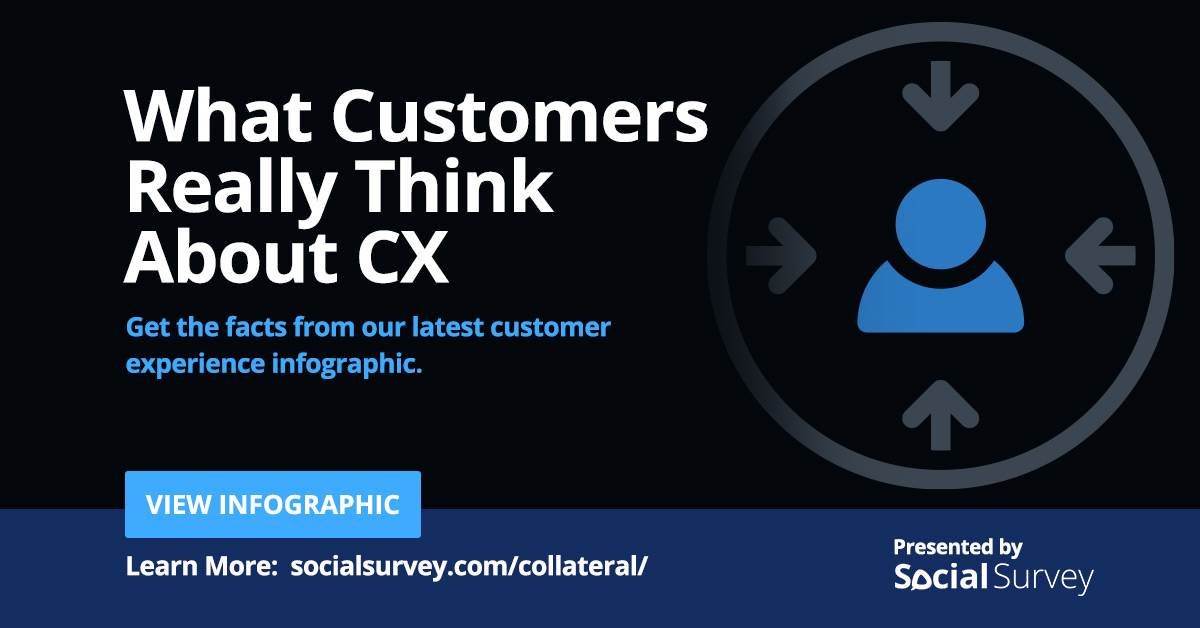 What Customers
Really Think
About CX
Get the facts from our latest customer
experience infographic.
VIEW INFOGRAPHIC
Learn More: socialsurvey.com/collateral/
Presented by
SocialSurvey